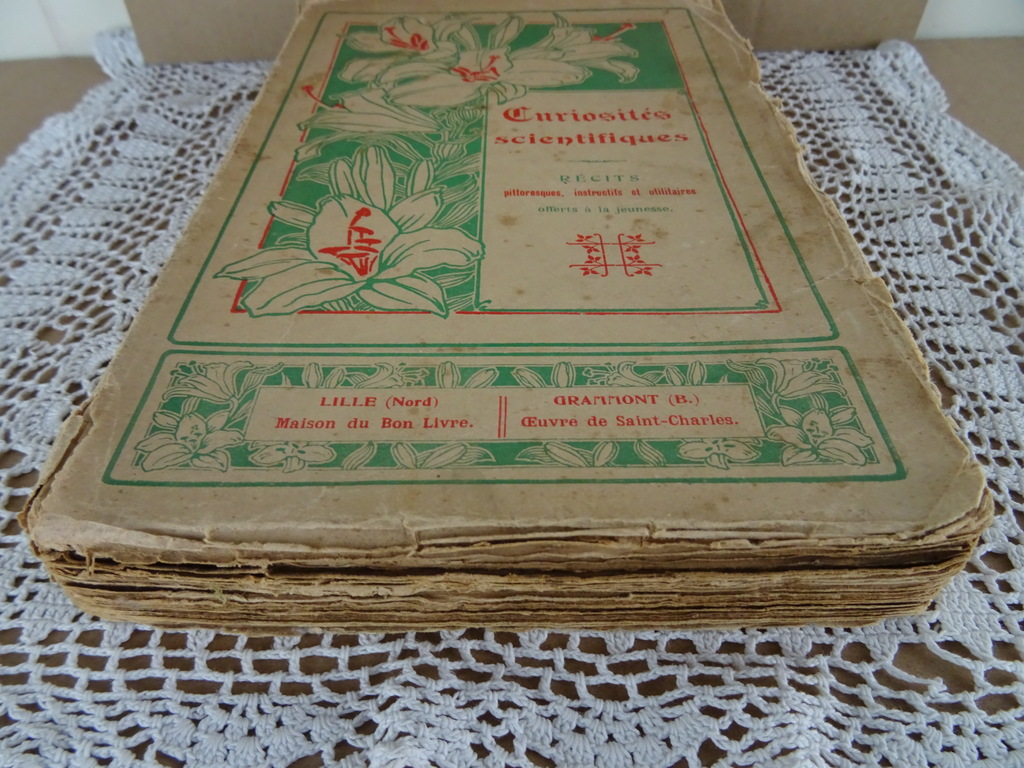 Curiosités
scientifiques
RÉCITS
pittoresques, instructifs et utilitaires
offerts à la jeunesse.
LILLE (Nord)
Maison du Bon Livre.
GRAMMONT (B.)
Œuvre de Saint-Charles.